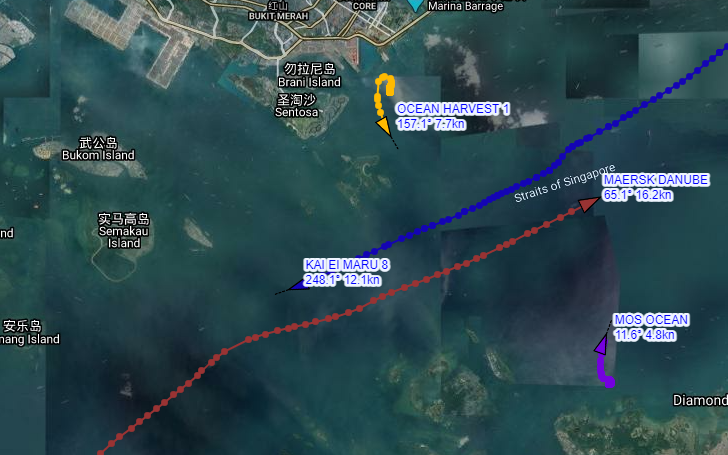 红山
BUKIT MERAH
CORE
Marina Barrage
勿拉尼岛
Brani Island
圣淘沙
Sentosa
OCEAN HARVEST 1
157.1° 7.7kn
武公岛
Bukom Island
Straits of Singapore
MAERSK DANUBE
65.1° 16.2kn
实马高岛
Semakau
Island
nd
KAI EI MARU 8
248.1° 12.1kn
安乐岛
nang Island
MOS OCEAN
11.6° 4.8kn
Diamond